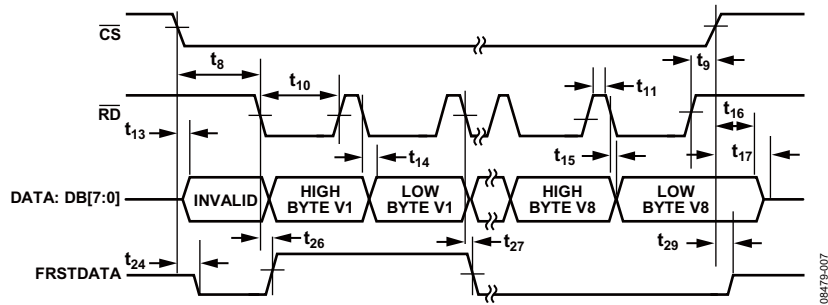 CS
t8
t9
t10
t11
RD
t13
t16
t14
t15
t17
DATA: DB[7:0]
INVALID
HIGH
BYTE V1
LOW
BYTE V1
HIGH
BYTE V8
LOW
BYTE V8
t24
t26
t27
t29
FRSTDATA
08479-007